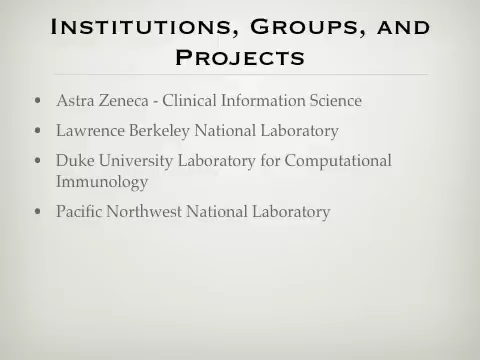 Institutions, Groups, and
Projects
• Astra Zeneca - Clinical Information Science
• Lawrence Berkeley National Laboratory
• Duke University Laboratory for Computational
Immunology
• Pacific Northwest National Laboratory